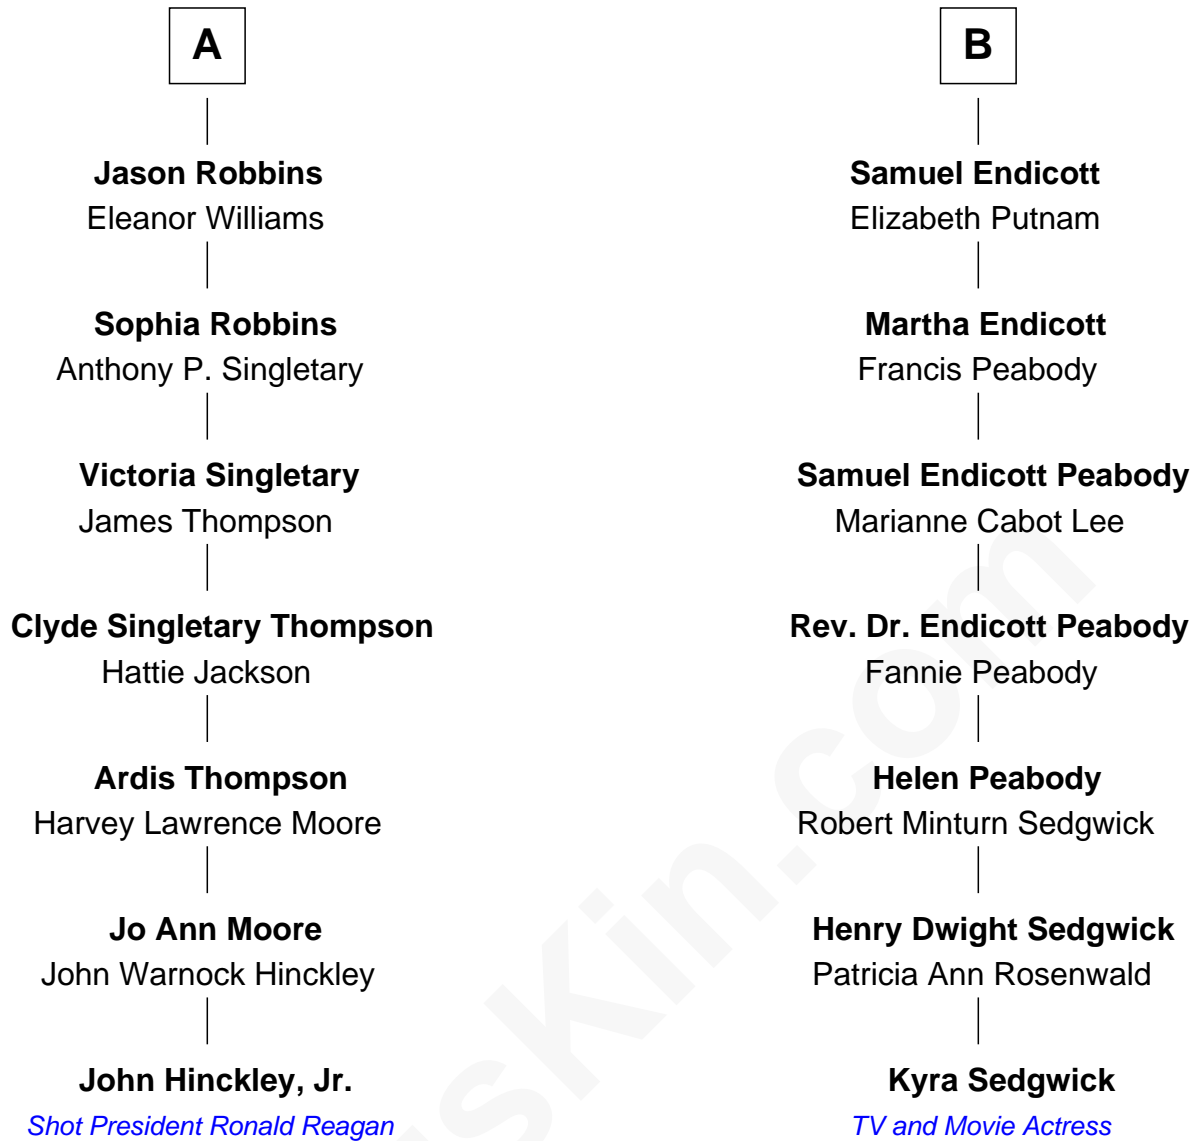 A
Jason Robbins
Eleanor Williams
Sophia Robbins
Anthony P. Singletary
Victoria Singletary
James Thompson
Clyde Singletary Thompson
Hattie Jackson
Ardis Thompson
Harvey Lawrence Moore
Jo Ann Moore
John Warnock Hinckley
John Hinckley, Jr.
Shot President Ronald Reagan
B
Samuel Endicott
Elizabeth Putnam
Martha Endicott
Francis Peabody
Samuel Endicott Peabody
Marianne Cabot Lee
Rev. Dr. Endicott Peabody
Fannie Peabody
Helen Peabody
Robert Minturn Sedgwick
Henry Dwight Sedgwick
Patricia Ann Rosenwald
Kyra Sedgwick
TV and Movie Actress
isKin.com